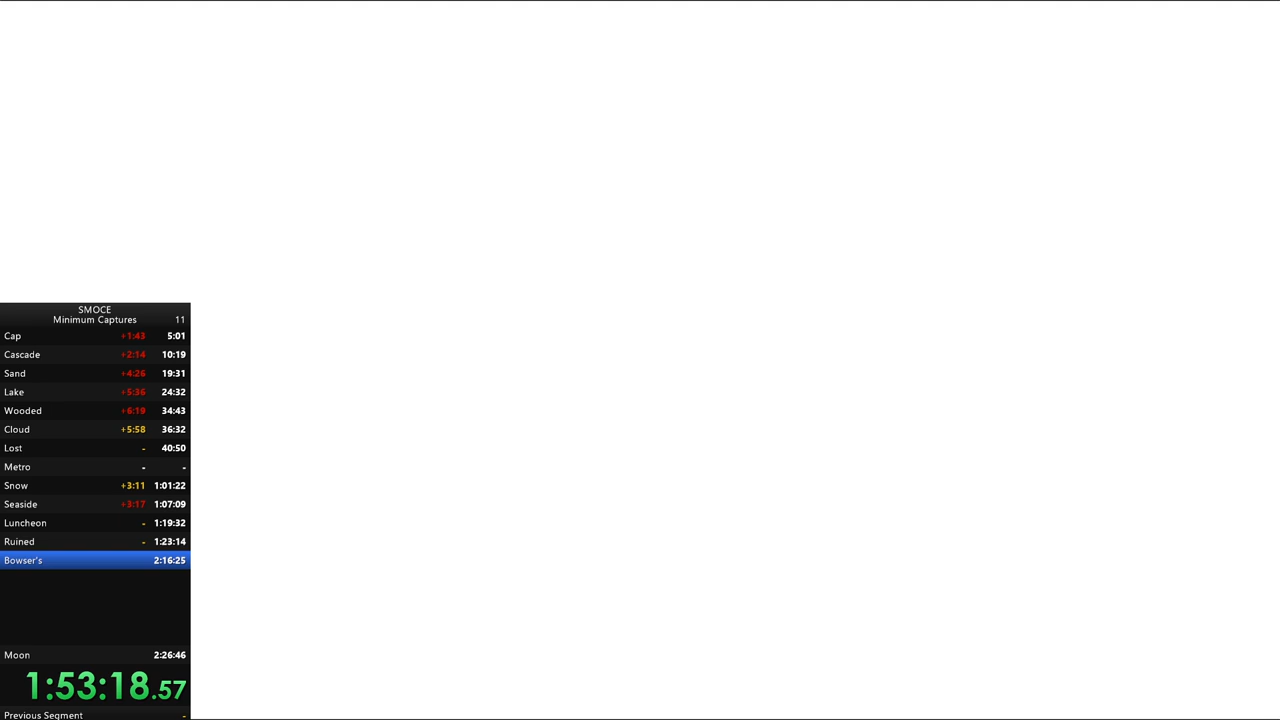 SMOCE
Minimum Captures 11
Cap +1:43 5:01
Cascade +2:14 10:19
Sand +4:26 19:31
Lake +5:36 24:32
Wooded +6:19 34:43
Cloud +5:58 36:32
Lost - 40:50
Metro - -
Snow +3:11 1:01:22
Seaside +3:17 1:07:09
Luncheon - 1:19:32
Ruined - 1:23:14
Bowser's 2:16:25
Moon 2:26:46
1:53:18.57
Previous Segment -